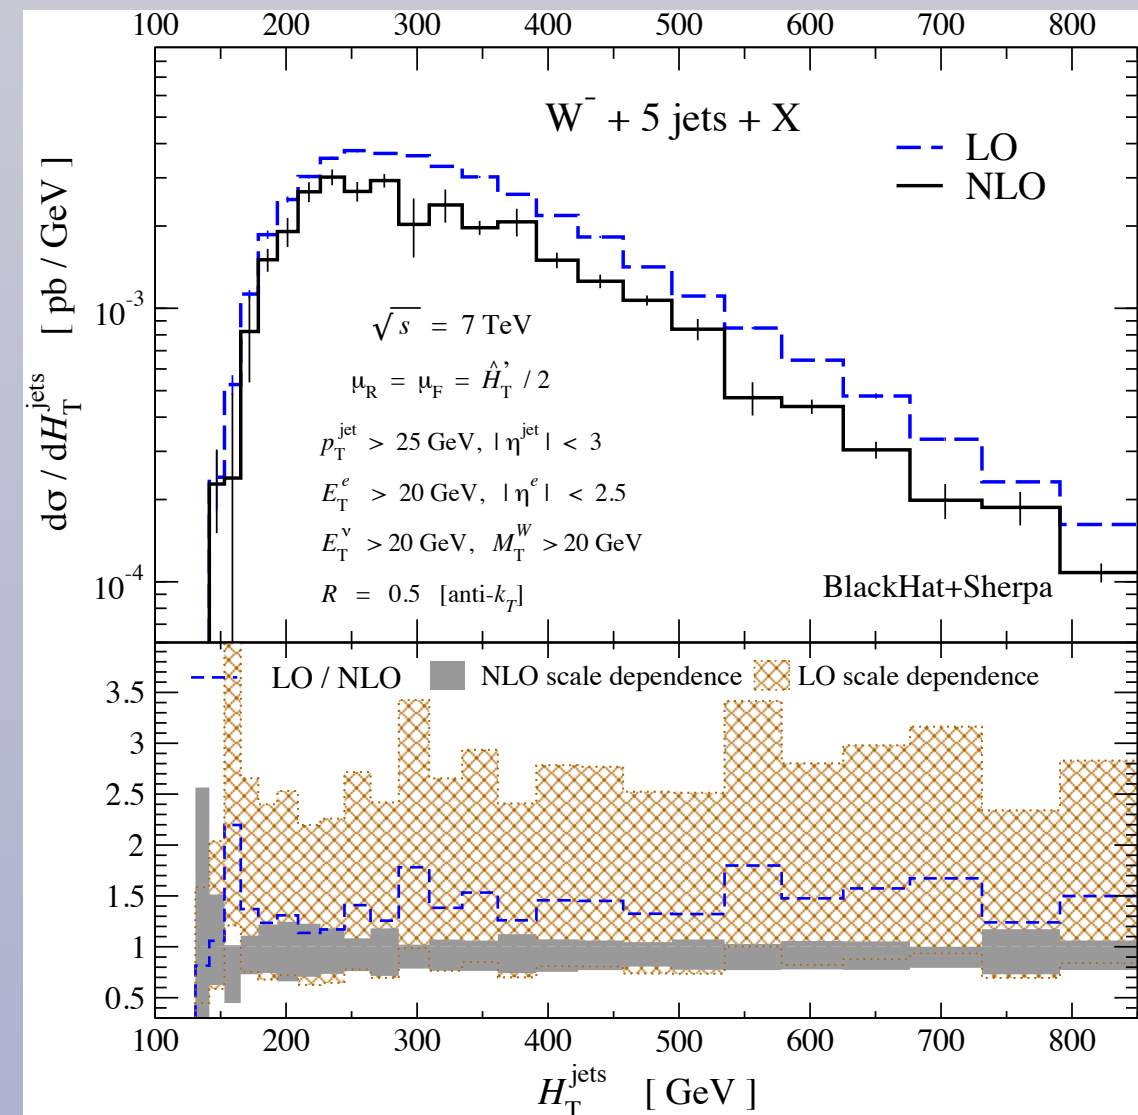 100 200 300 400 500 600 700 800
W⁻ + 5 jets + X
LO
NLO
dσ / dH_T^jets [ pb / GeV ]
10⁻³
10⁻⁴
√s = 7 TeV
μ_R = μ_F = Ĥ_T' / 2
p_T^jet > 25 GeV, | η^jet | < 3
E_T^e > 20 GeV, | η^e | < 2.5
E_T^ν > 20 GeV, M_T^W > 20 GeV
R = 0.5 [anti-k_T]
BlackHat+Sherpa
LO / NLO NLO scale dependence LO scale dependence
3.5
3
2.5
2
1.5
1
0.5
100 200 300 400 500 600 700 800
H_T^jets [ GeV ]